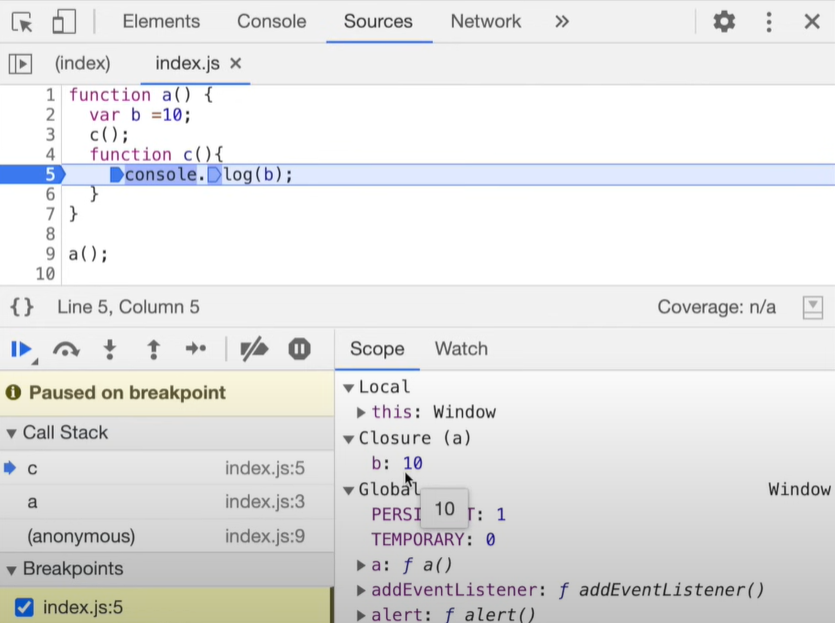 Elements Console Sources Network »
(index) index.js ×
1 function a() {
2 var b =10;
3 c();
4 function c(){
5 console.log(b);
6 }
7 }
8
9 a();
10
{} Line 5, Column 5 Coverage: n/a
Scope Watch
Paused on breakpoint
Call Stack
c index.js:5
a index.js:3
(anonymous) index.js:9
Breakpoints
index.js:5
Local
this: Window
Closure (a)
b: 10
Global Window
10
PERSI T: 1
TEMPORARY: 0
a: ƒ a()
addEventListener: ƒ addEventListener()
alert: ƒ alert()